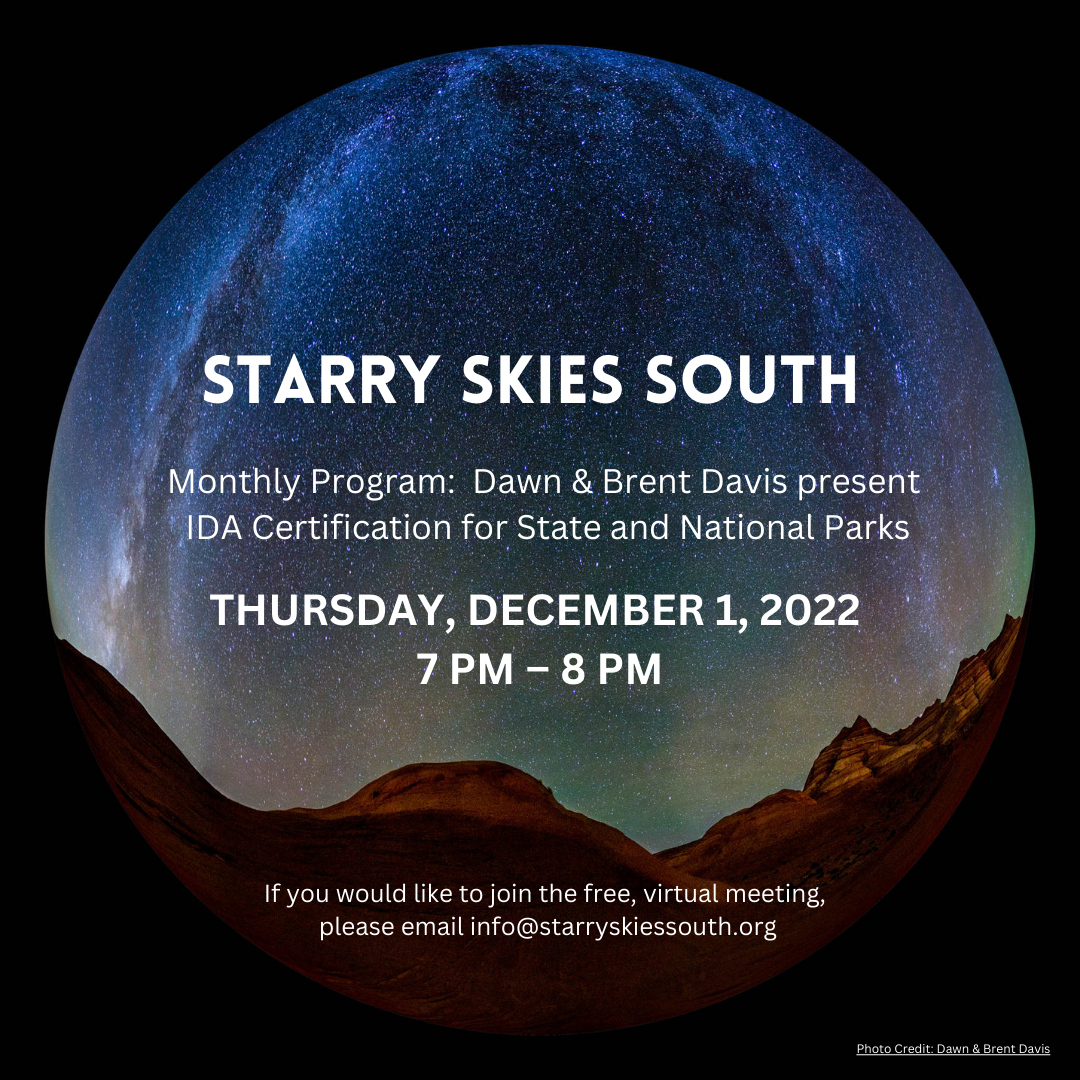 STARRY SKIES SOUTH
Monthly Program:  Dawn & Brent Davis present
IDA Certification for State and National Parks
THURSDAY, DECEMBER 1, 2022
7 PM – 8 PM
If you would like to join the free, virtual meeting,
please email info@starryskiessouth.org
Photo Credit: Dawn & Brent Davis